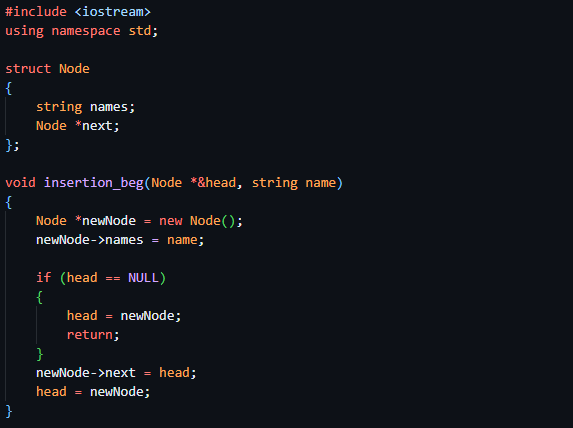 #include <iostream>
using namespace std;
struct Node
{
string names;
Node *next;
};
void insertion_beg(Node *&head, string name)
{
Node *newNode = new Node();
newNode->names = name;
if (head == NULL)
{
head = newNode;
return;
}
newNode->next = head;
head = newNode;
}